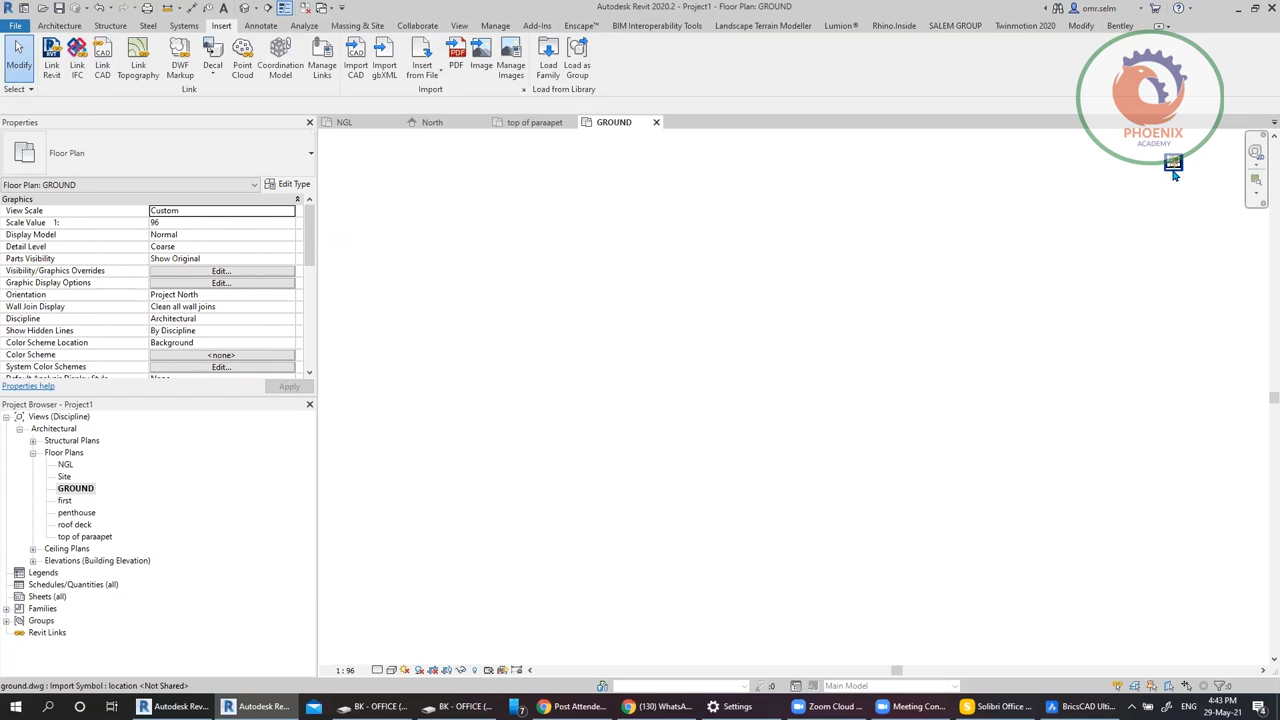 Autodesk Revit 2020.2 - Project1 - Floor Plan: GROUND
omr.selm
File Architecture Structure Steel Systems Insert Annotate Analyze Massing & Site Collaborate View Manage Add-Ins Enscape™ BIM Interoperability Tools Landscape Terrain Modeller Lumion® Rhino.Inside SALEM GROUP Twinmotion 2020 Modify Bentley
Modify
Link Revit
Link IFC
Link CAD
Link Topography
DWF Markup
Decal
Point Cloud
Coordination Model
Manage Links
Import CAD
Import gbXML
Insert from File
PDF
Image
Manage Images
Load Family
Load as Group
Select
Link
Import
Load from Library
PHOENIX
ACADEMY
Properties
NGL
North
top of paraapet
GROUND
Floor Plan
Floor Plan: GROUND
Edit Type
Graphics
View Scale Custom
Scale Value 1: 96
Display Model Normal
Detail Level Coarse
Parts Visibility Show Original
Visibility/Graphics Overrides Edit...
Graphic Display Options Edit...
Orientation Project North
Wall Join Display Clean all wall joins
Discipline Architectural
Show Hidden Lines By Discipline
Color Scheme Location Background
Color Scheme <none>
System Color Schemes Edit...
Properties help
Apply
Project Browser - Project1
Views (Discipline)
Architectural
Structural Plans
Floor Plans
NGL
Site
GROUND
first
penthouse
roof deck
top of paraapet
Ceiling Plans
Elevations (Building Elevation)
Legends
Schedules/Quantities (all)
Sheets (all)
Families
Groups
Revit Links
1 : 96
ground.dwg : Import Symbol : location <Not Shared>
:0
Main Model
:0
Autodesk Rev...
Autodesk Re...
BK - OFFICE (...
BK - OFFICE (...
Post Attende...
(130) WhatsA...
Settings
Zoom Cloud ...
Meeting Con...
Solibri Office ...
BricsCAD Ulti...
4:43 PM
29-May-21